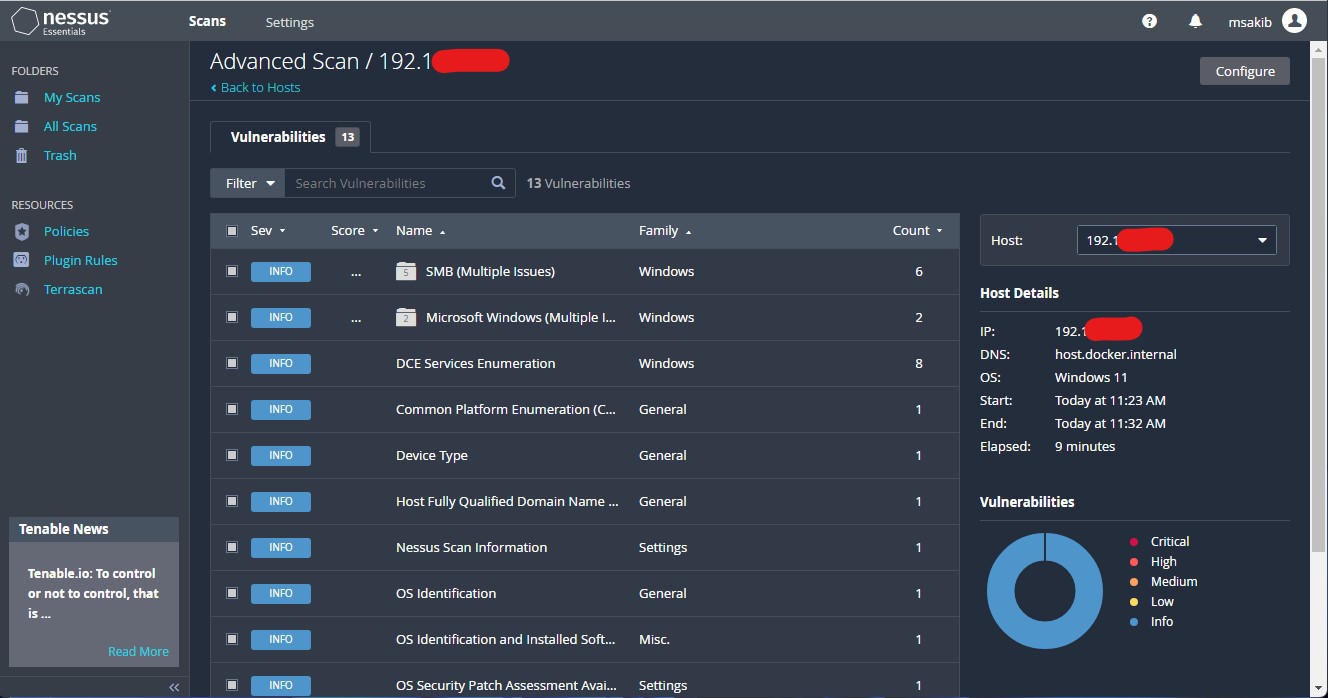 nessus
Essentials
Scans
Settings
msakib
FOLDERS
My Scans
All Scans
Trash
RESOURCES
Policies
Plugin Rules
Terrascan
Tenable News
Tenable.io: To control
or not to control, that
is ...
Read More
Advanced Scan / 192.1
Back to Hosts
Configure
Vulnerabilities 13
Filter
Search Vulnerabilities
13 Vulnerabilities
Sev Score Name Family Count
INFO ... 5 SMB (Multiple Issues) Windows 6
INFO ... 2 Microsoft Windows (Multiple I... Windows 2
INFO DCE Services Enumeration Windows 8
INFO Common Platform Enumeration (C... General 1
INFO Device Type General 1
INFO Host Fully Qualified Domain Name ... General 1
INFO Nessus Scan Information Settings 1
INFO OS Identification General 1
INFO OS Identification and Installed Soft... Misc. 1
INFO OS Security Patch Assessment Avai... Settings 1
Host: 192.1
Host Details
IP: 192.1
DNS: host.docker.internal
OS: Windows 11
Start: Today at 11:23 AM
End: Today at 11:32 AM
Elapsed: 9 minutes
Vulnerabilities
Critical
High
Medium
Low
Info